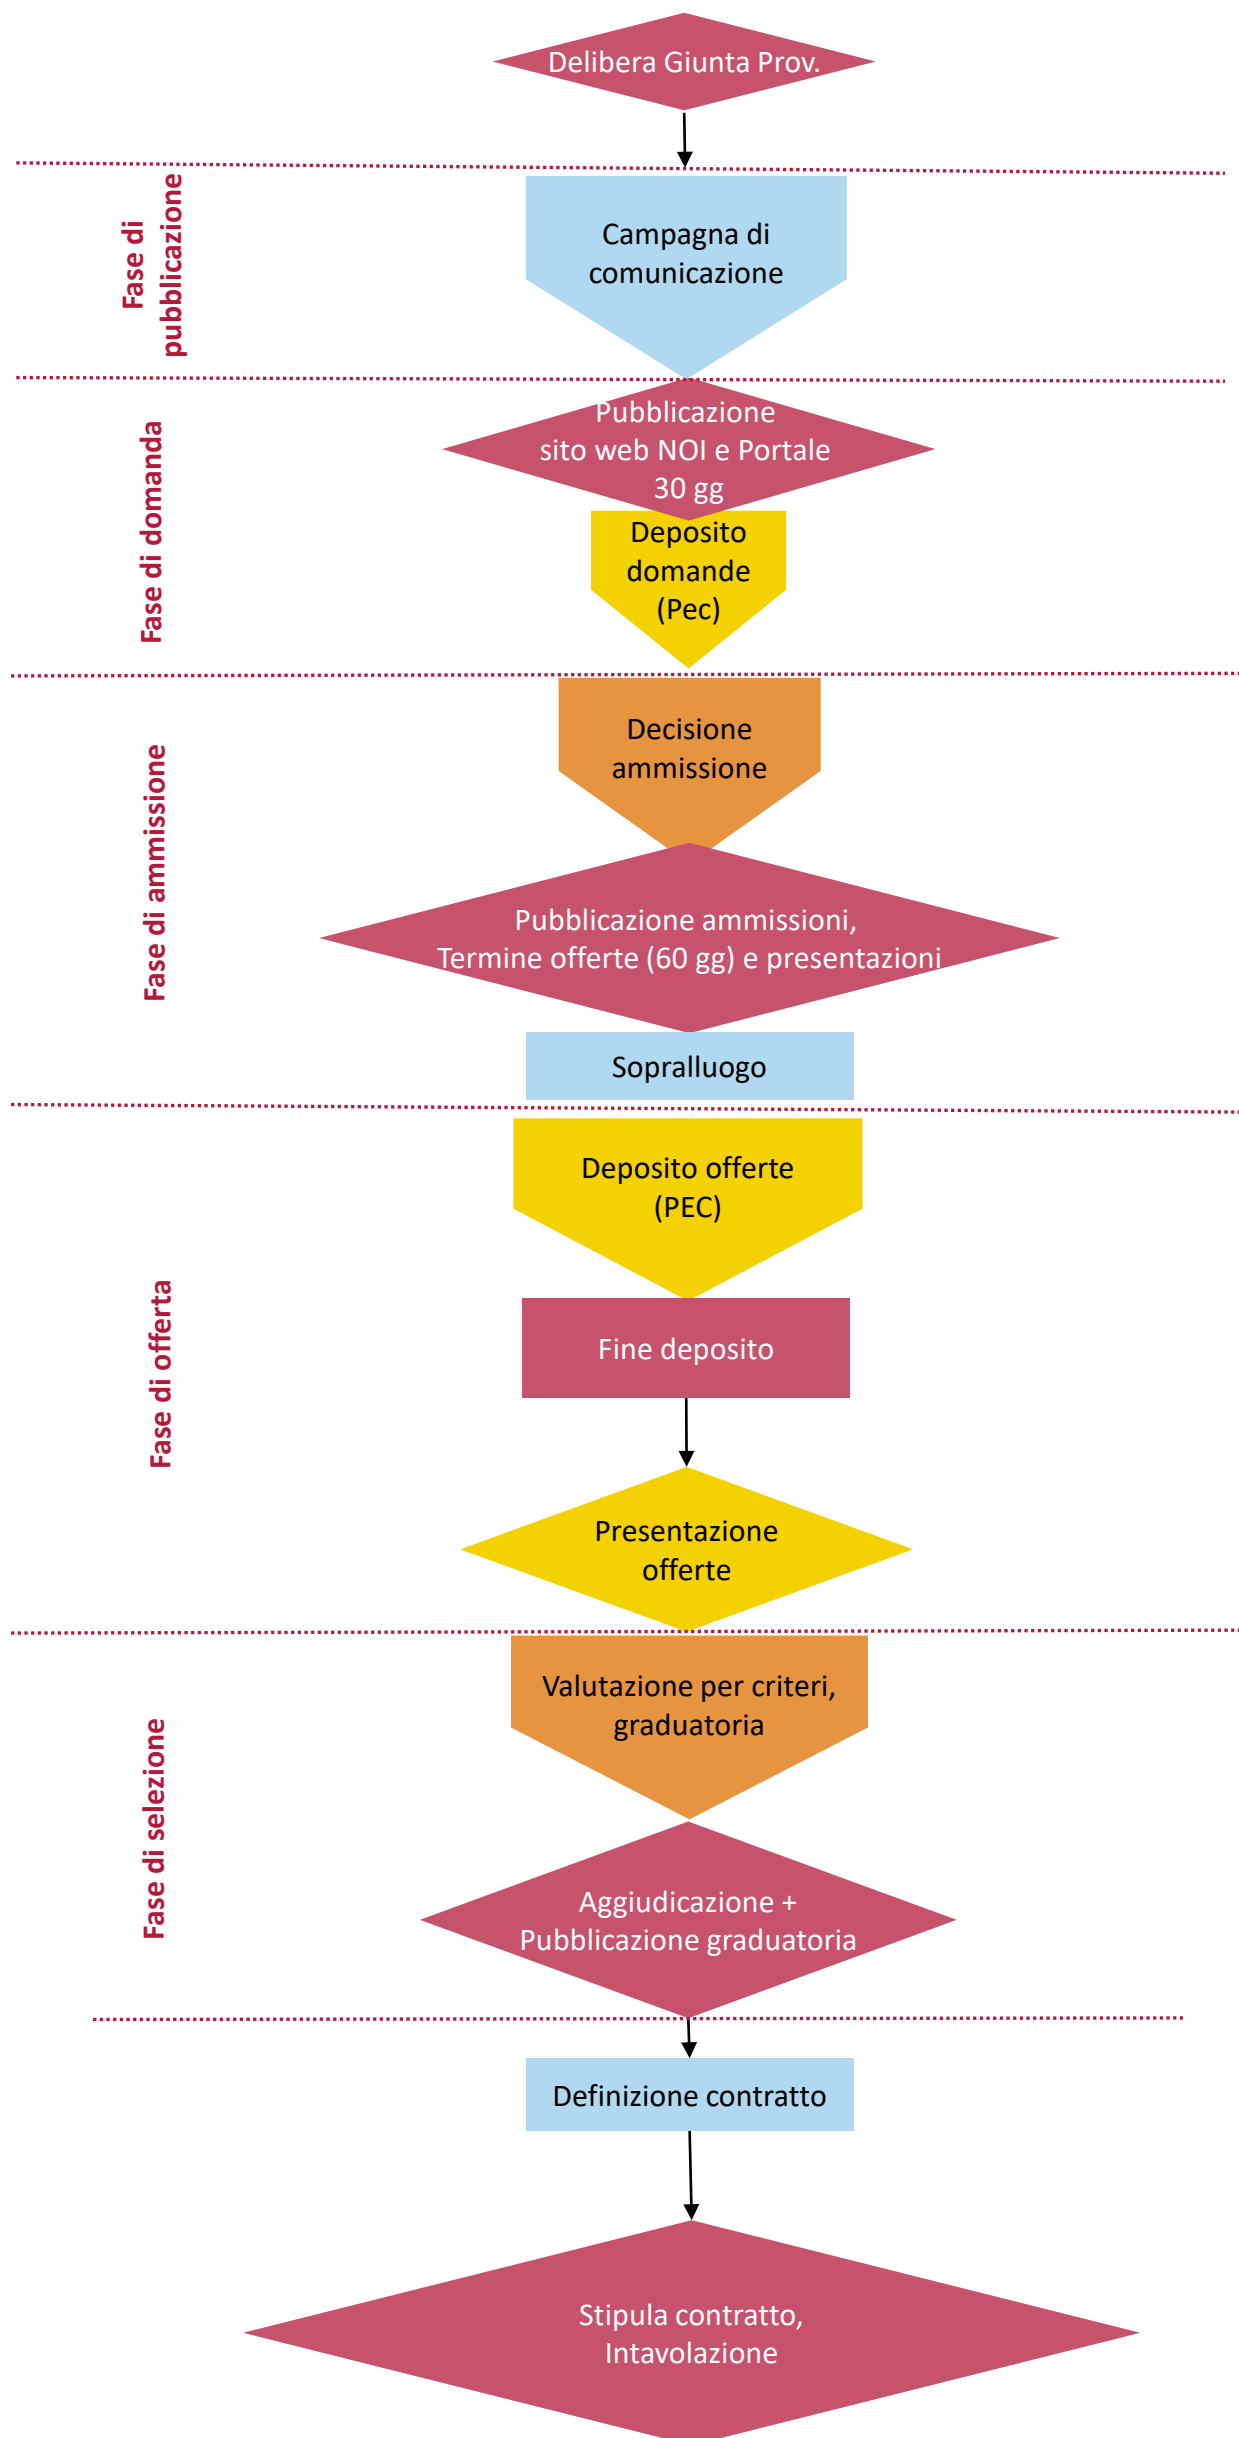 Delibera Giunta Prov.
Fase di
pubblicazione
Campagna di
comunicazione
Fase di domanda
Pubblicazione
sito web NOI e Portale
30 gg
Deposito
domande
(Pec)
Fase di ammissione
Decisione
ammissione
Pubblicazione ammissioni,
Termine offerte (60 gg) e presentazioni
Sopralluogo
Fase di offerta
Deposito offerte
(PEC)
Fine deposito
Presentazione
offerte
Fase di selezione
Valutazione per criteri,
graduatoria
Aggiudicazione +
Pubblicazione graduatoria
Definizione contratto
Stipula contratto,
Intavolazione